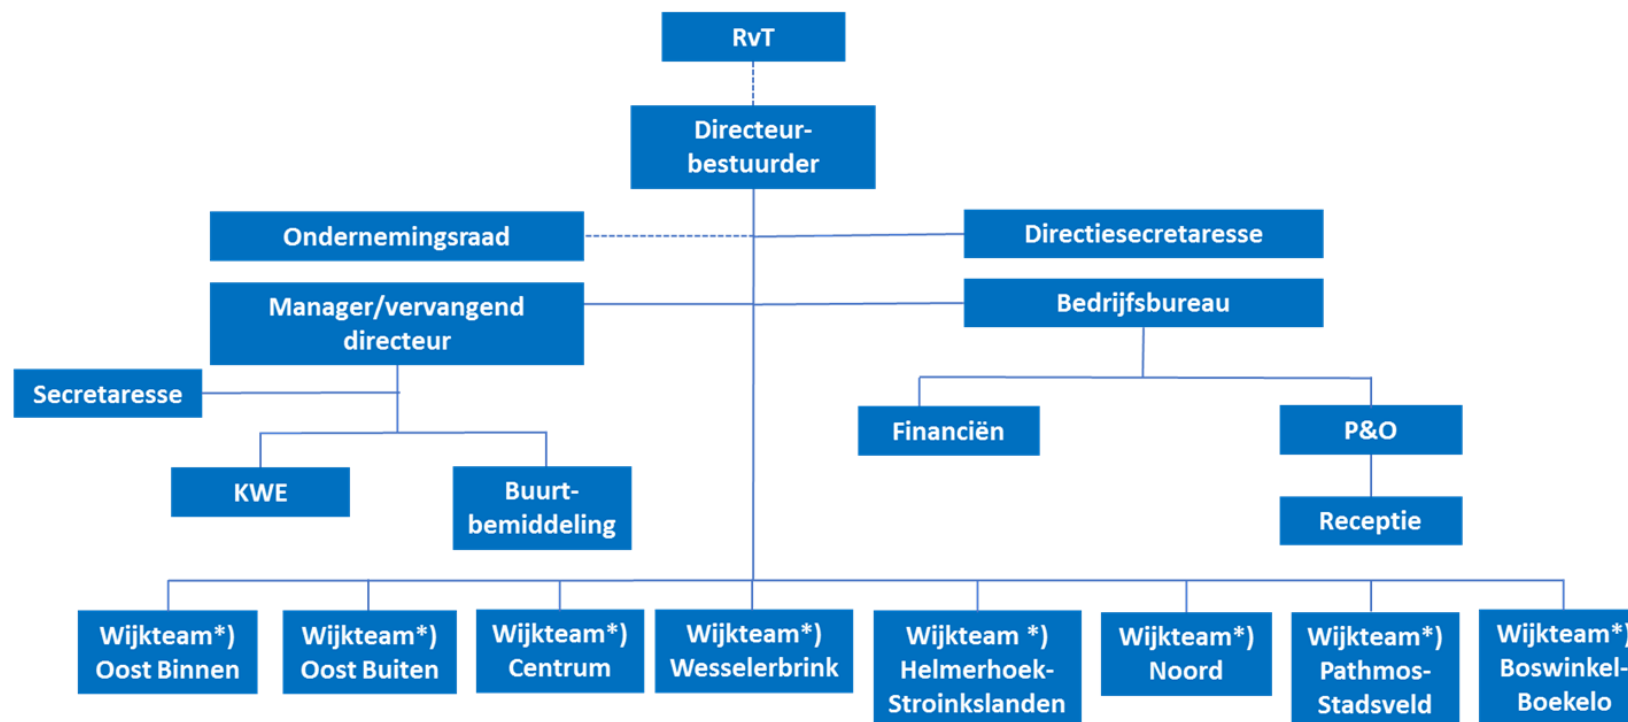 RvT
Directeur-
bestuurder
Ondernemingsraad
Directiesecretaresse
Manager/vervangend
directeur
Bedrijfsbureau
Secretaresse
Financiën
P&O
KWE
Buurt-
bemiddeling
Receptie
Wijkteam*)
Oost Binnen
Wijkteam*)
Oost Buiten
Wijkteam*)
Centrum
Wijkteam*)
Wesselerbrink
Wijkteam *)
Helmerhoek-
Stroinkslanden
Wijkteam*)
Noord
Wijkteam*)
Pathmos-
Stadsveld
Wijkteam*)
Boswinkel-
Boekelo